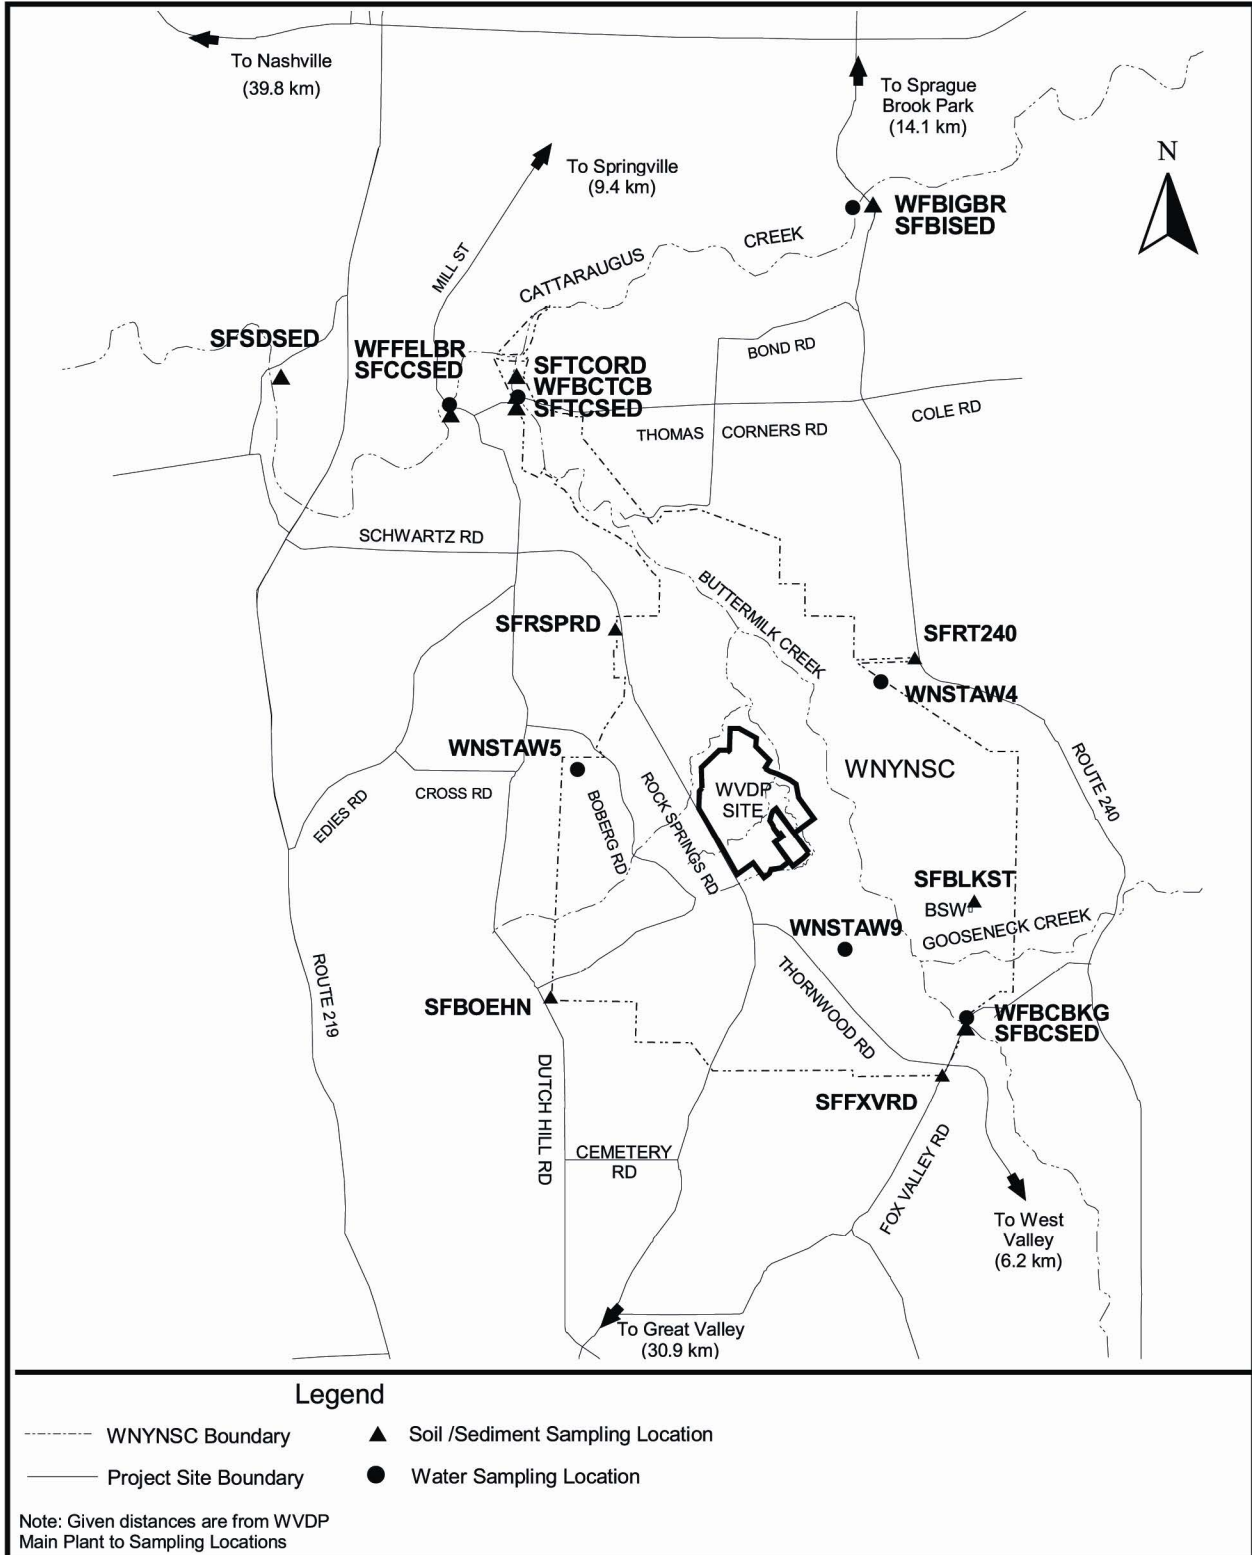 To Nashville
(39.8 km)
To Sprague
Brook Park
(14.1 km)
N
To Springville
(9.4 km)
WFBIGBR
SFBISED
MILL ST
CATTARAUGUS
CREEK
SFSDSED
WFFELBR
SFCCSED
SFTCORD
WFBCTCB
SFTCSED
BOND RD
COLE RD
THOMAS
CORNERS RD
SCHWARTZ RD
BUTTERMILK CREEK
SFRSPRD
SFRT240
WNSTAW4
WNSTAW5
WNYNSC
WVDP
SITE
ROUTE 240
CROSS RD
EDIES RD
BOBERG RD
ROCK SPRINGS RD
SFBLKST
BSW
GOOSENECK CREEK
WNSTAW9
THORNWOOD RD
ROUTE 219
SFBOEHN
WFBCBKG
SFBCSED
DUTCH HILL RD
SFFXVRD
CEMETERY
RD
FOX VALLEY RD
To West
Valley
(6.2 km)
To Great Valley
(30.9 km)
Legend
WNYNSC Boundary
Soil /Sediment Sampling Location
Project Site Boundary
Water Sampling Location
Note: Given distances are from WVDP
Main Plant to Sampling Locations